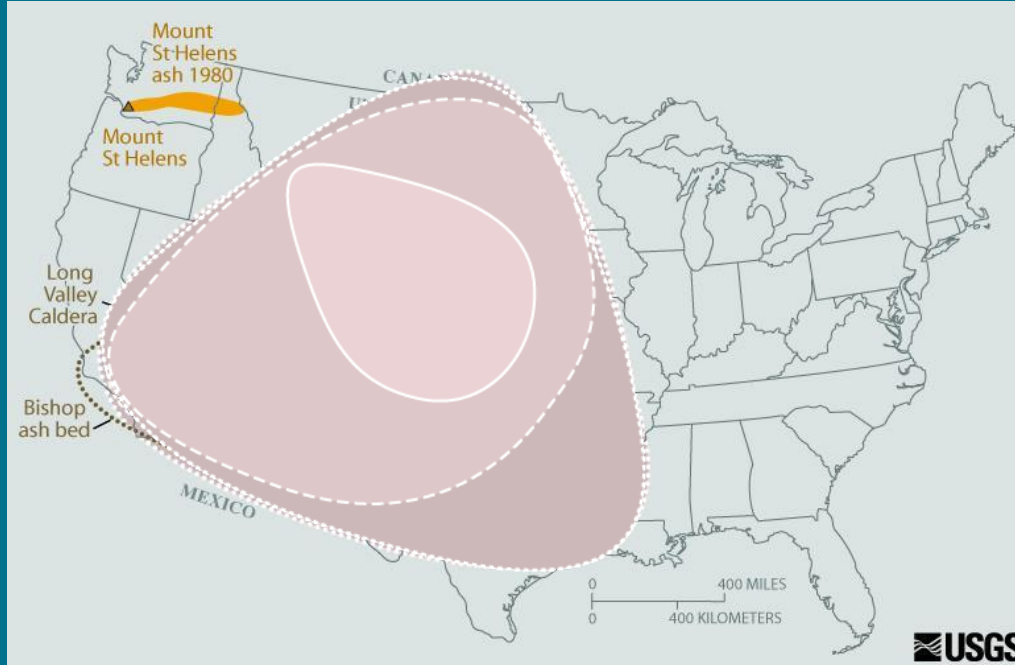 Mount
St Helens
ash 1980
CANA
U
Mount
St Helens
Long
Valley
Caldera
Bishop
ash bed
MEXICO
0 400 MILES
0 400 KILOMETERS
USGS